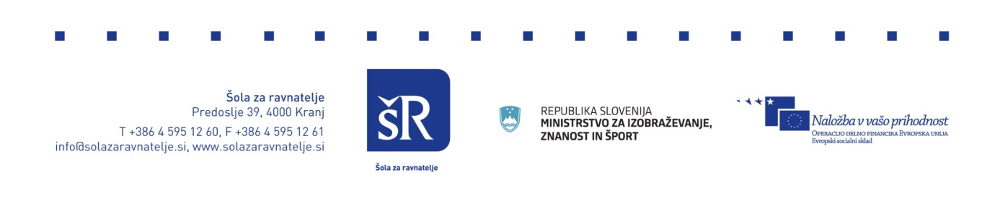 Šola za ravnatelje
Predoslje 39, 4000 Kranj
T +386 4 595 12 60, F +386 4 595 12 61
info@solazaravnatelje.si, www.solazaravnatelje.si
ŠR
Šola za ravnatelje
REPUBLIKA SLOVENIJA
MINISTRSTVO ZA IZOBRAŽEVANJE,
ZNANOST IN ŠPORT
Naložba v vašo prihodnost
OPERACIJO DELNO FINANCIRA EVROPSKA UNIJA
Evropski socialni sklad